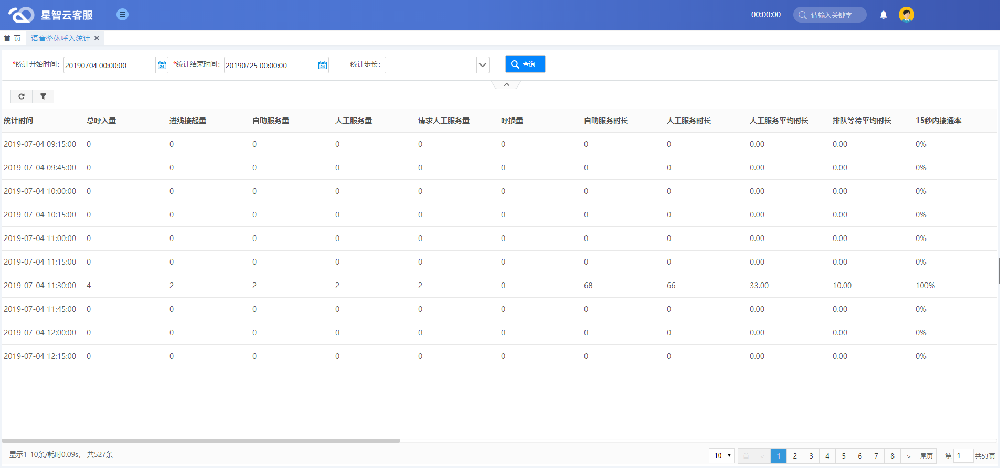 星智云客服 00:00:00 请输入关键字
首 页 语音整体呼入统计
*统计开始时间： 20190704 00:00:00 *统计结束时间： 20190725 00:00:00 统计步长： 查询
统计时间 总呼入量 进线接起量 自助服务量 人工服务量 请求人工服务量 呼损量 自助服务时长 人工服务时长 人工服务平均时长 排队等待平均时长 15秒内接通率
2019-07-04 09:15:00 0 0 0 0 0 0 0 0 0.00 0.00 0%
2019-07-04 09:45:00 0 0 0 0 0 0 0 0 0.00 0.00 0%
2019-07-04 10:00:00 0 0 0 0 0 0 0 0 0.00 0.00 0%
2019-07-04 10:15:00 0 0 0 0 0 0 0 0 0.00 0.00 0%
2019-07-04 11:00:00 0 0 0 0 0 0 0 0 0.00 0.00 0%
2019-07-04 11:15:00 0 0 0 0 0 0 0 0 0.00 0.00 0%
2019-07-04 11:30:00 4 2 2 2 2 0 68 66 33.00 10.00 100%
2019-07-04 11:45:00 0 0 0 0 0 0 0 0 0.00 0.00 0%
2019-07-04 12:00:00 0 0 0 0 0 0 0 0 0.00 0.00 0%
2019-07-04 12:15:00 0 0 0 0 0 0 0 0 0.00 0.00 0%
显示1-10条/耗时0.09s， 共527条 10 首 < 1 2 3 4 5 6 7 8 > 尾页 第 1 共53页